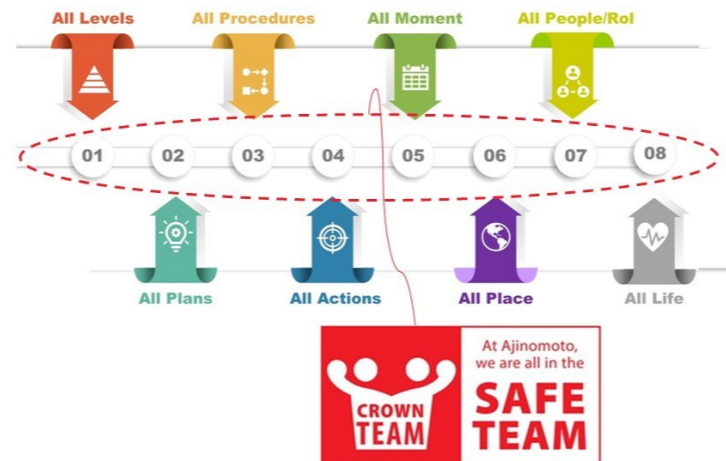 All Levels
All Procedures
All Moment
All People/Rol
01
02
03
04
05
06
07
08
All Plans
All Actions
All Place
All Life
CROWN
TEAM
At Ajinomoto,
we are all in the
SAFE
TEAM